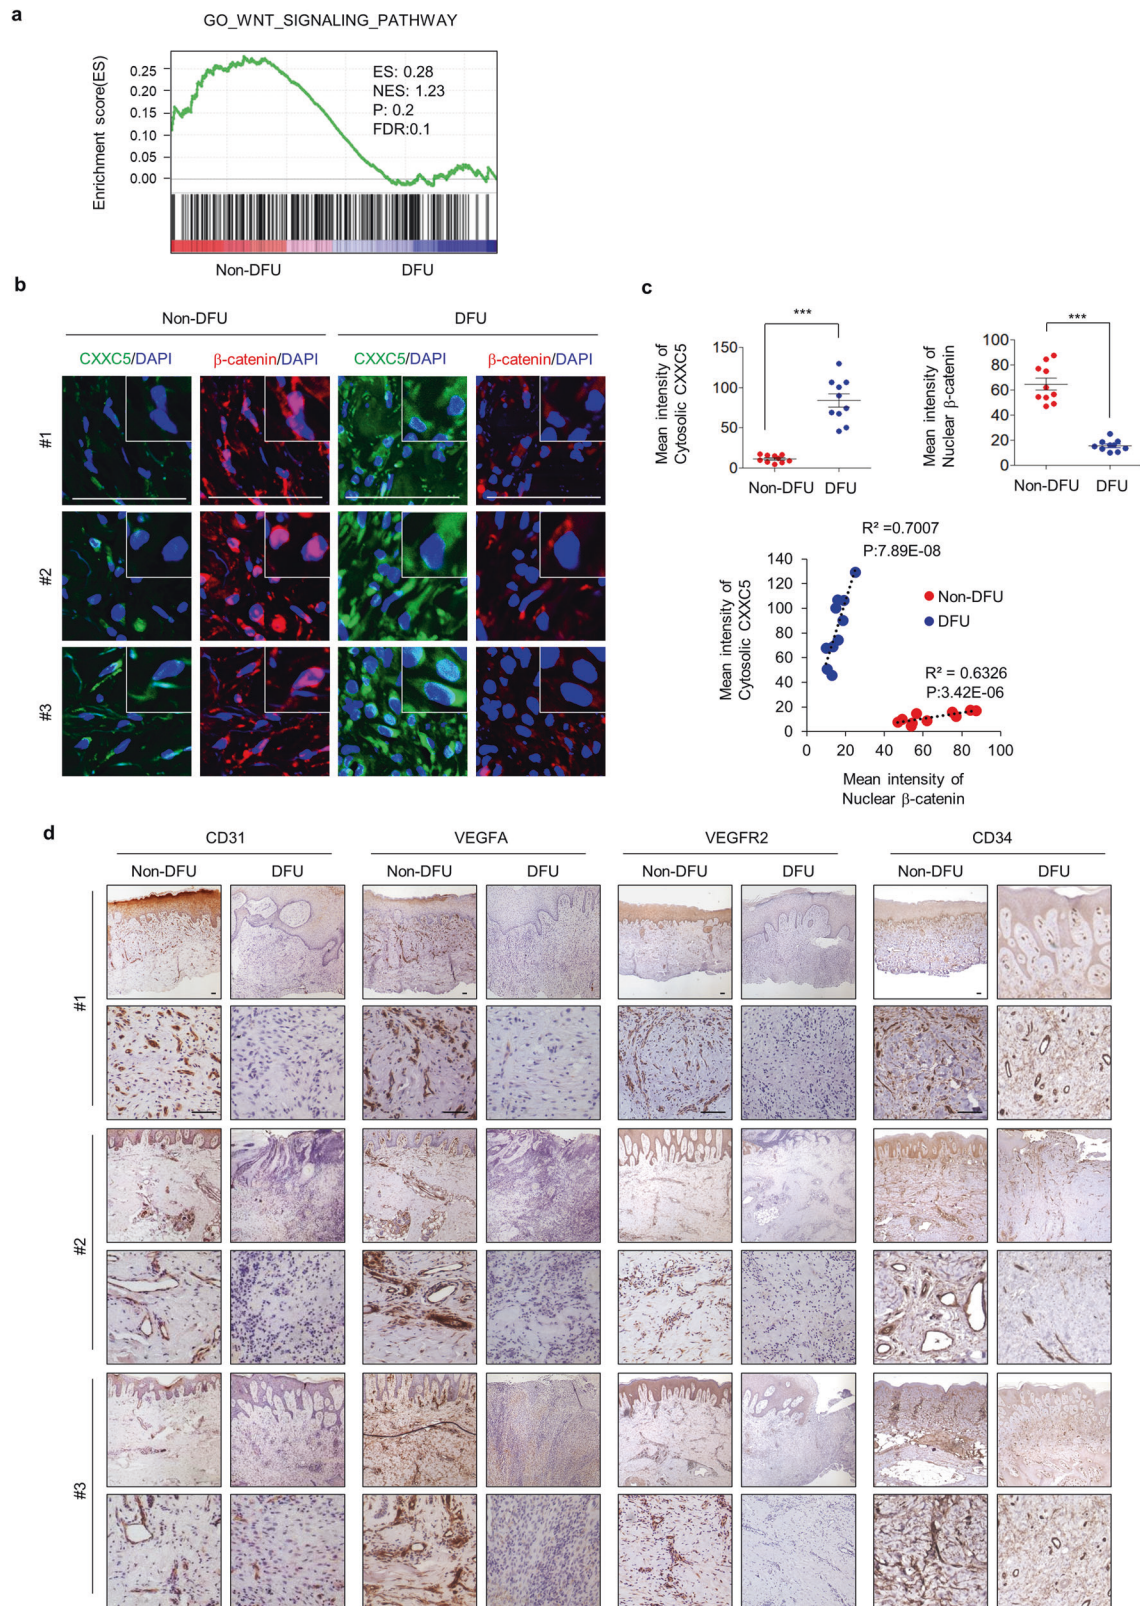 a
GO_WNT_SIGNALING_PATHWAY
Enrichment score(ES)
0.25
0.20
0.15
0.10
0.05
0.00
ES: 0.28
NES: 1.23
P: 0.2
FDR:0.1
Non-DFU DFU
b
Non-DFU DFU
CXXC5/DAPI β-catenin/DAPI CXXC5/DAPI β-catenin/DAPI
#1
#2
#3
c
Mean intensity of
Cytosolic CXXC5
150
100
50
0
***
Non-DFU DFU
Mean intensity of
Nuclear β-catenin
100
80
60
40
20
0
***
Non-DFU DFU
R² =0.7007
P:7.89E-08
Mean intensity of
Cytosolic CXXC5
140
120
100
80
60
40
20
0
Non-DFU
DFU
R² = 0.6326
P:3.42E-06
0 20 40 60 80 100
Mean intensity of
Nuclear β-catenin
d
CD31 VEGFA VEGFR2 CD34
Non-DFU DFU Non-DFU DFU Non-DFU DFU Non-DFU DFU
#1
#2
#3